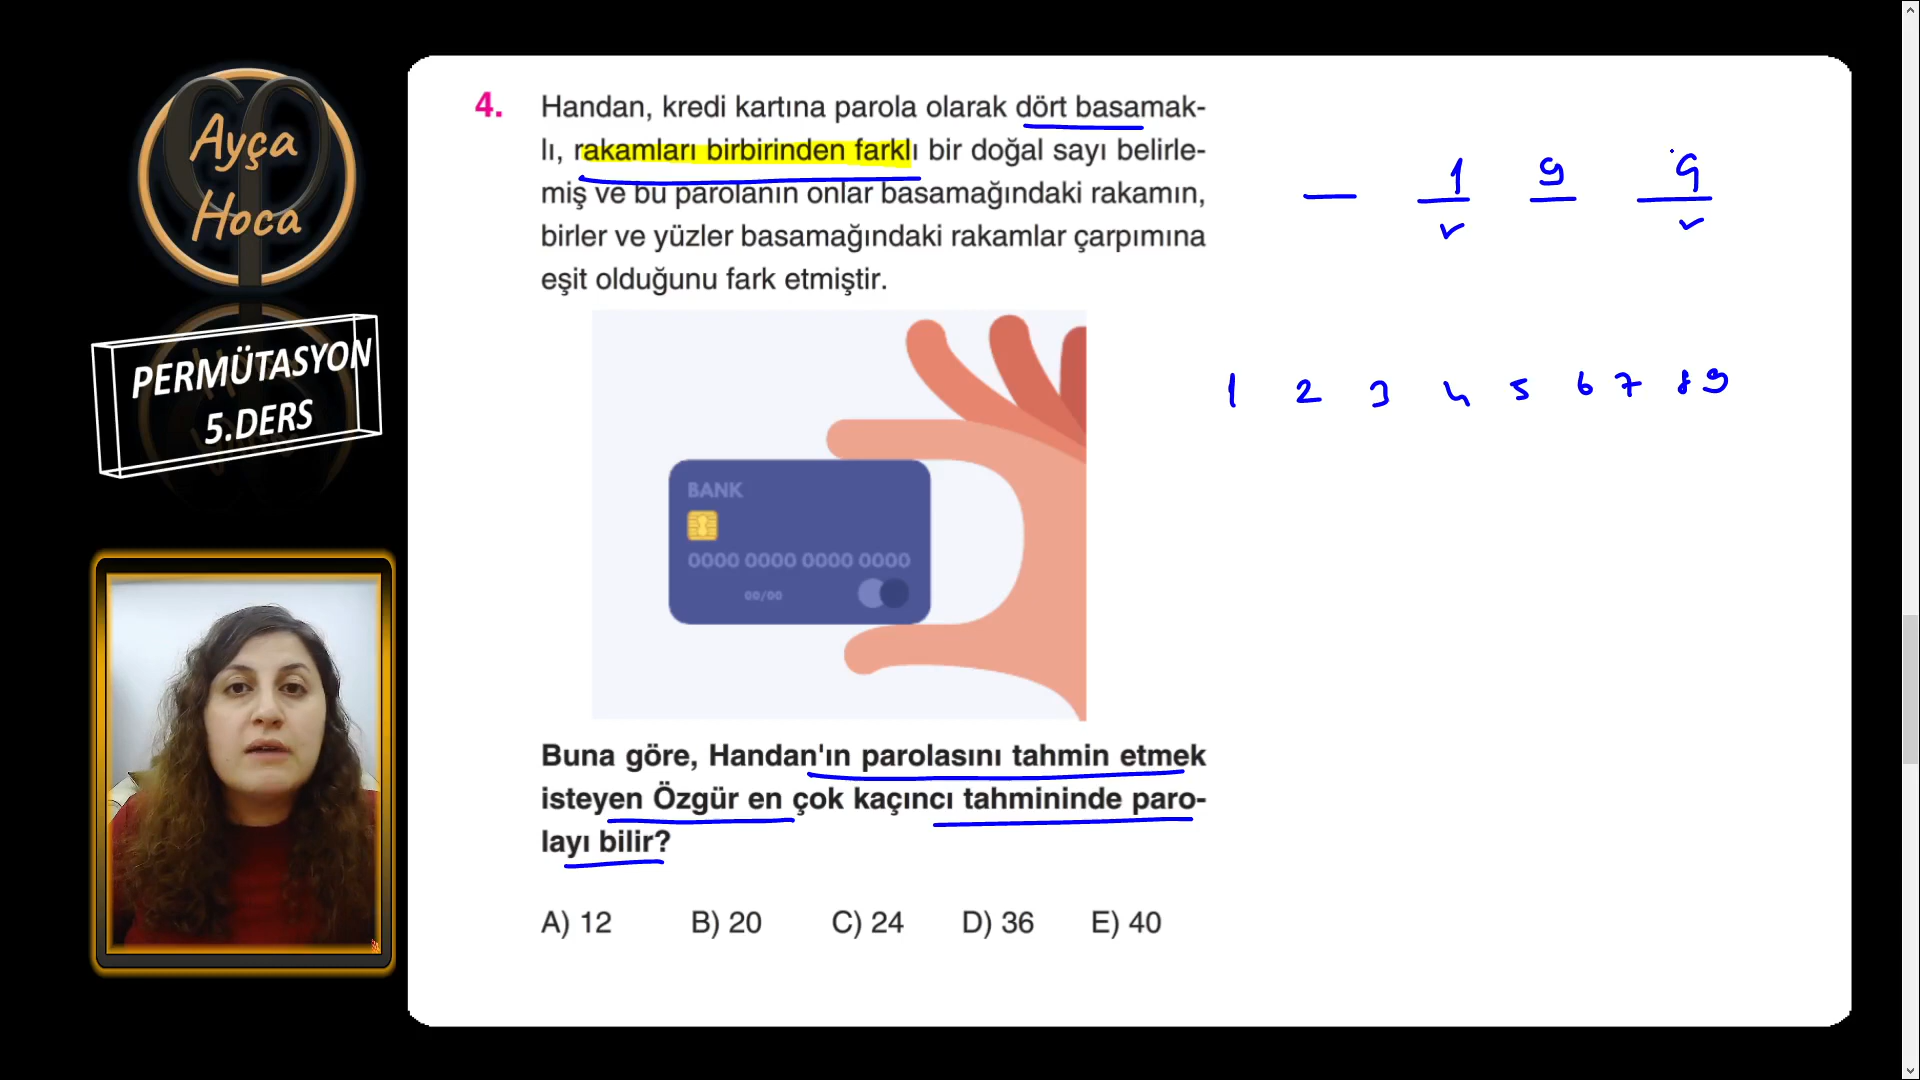 Ayça
Hoca
PERMÜTASYON
5.DERS
4. Handan, kredi kartına parola olarak dört basamak-
lı, rakamları birbirinden farklı bir doğal sayı belirle-
miş ve bu parolanın onlar basamağındaki rakamın,
birler ve yüzler basamağındaki rakamlar çarpımına
eşit olduğunu fark etmiştir.
BANK
0000 0000 0000 0000
00/00
Buna göre, Handan'ın parolasını tahmin etmek
isteyen Özgür en çok kaçıncı tahmininde paro-
layı bilir?
A) 12 B) 20 C) 24 D) 36 E) 40
1 9 9
1 2 3 4 5 6 7 8 9